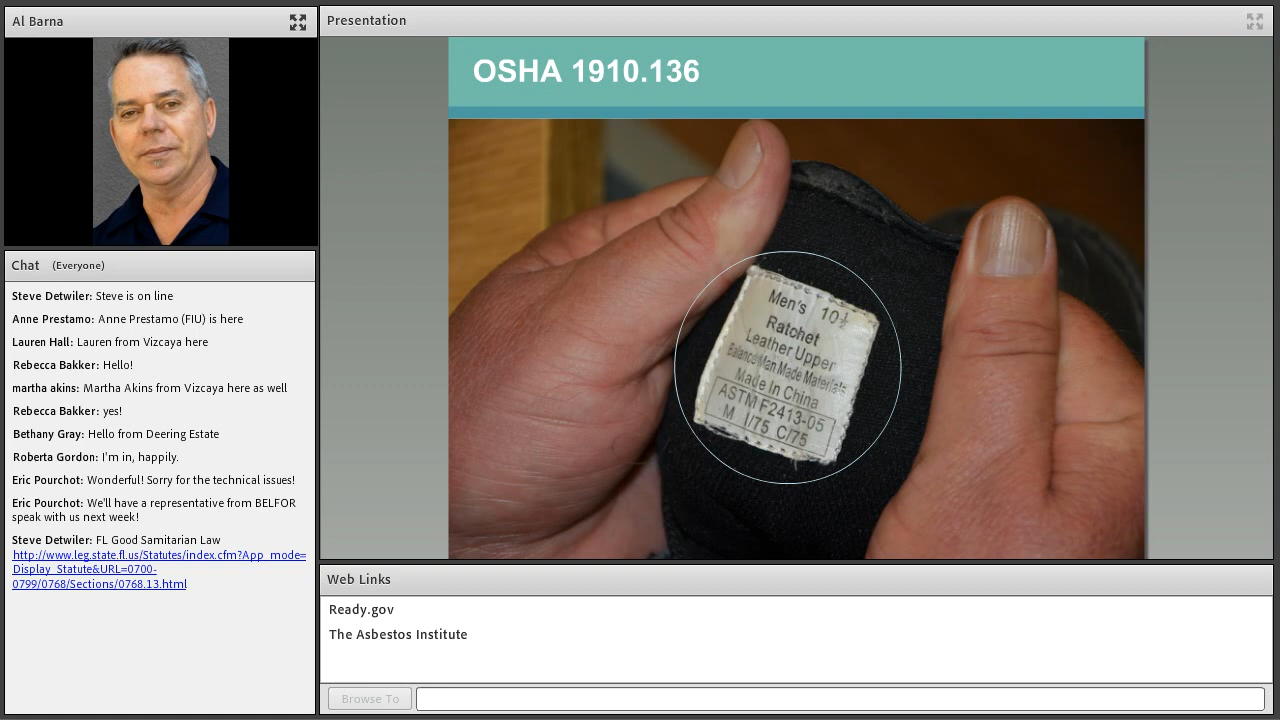 Al Barna
Chat (Everyone)
Steve Detwiler: Steve is on line
Anne Prestamo: Anne Prestamo (FIU) is here
Lauren Hall: Lauren from Vizcaya here
Rebecca Bakker: Hello!
martha akins: Martha Akins from Vizcaya here as well
Rebecca Bakker: yes!
Bethany Gray: Hello from Deering Estate
Roberta Gordon: I'm in, happily.
Eric Pourchot: Wonderful! Sorry for the technical issues!
Eric Pourchot: We'll have a representative from BELFOR
speak with us next week!
Steve Detwiler: FL Good Samitarian Law
http://www.leg.state.fl.us/Statutes/index.cfm?App_mode=
Display_Statute&URL=0700-
0799/0768/Sections/0768.13.html
Presentation
OSHA 1910.136
Men's 10½
Ratchet
Leather Upper
Balance Man Made Materials
Made In China
ASTM F2413-05
M I/75 C/75
Web Links
Ready.gov
The Asbestos Institute
Browse To